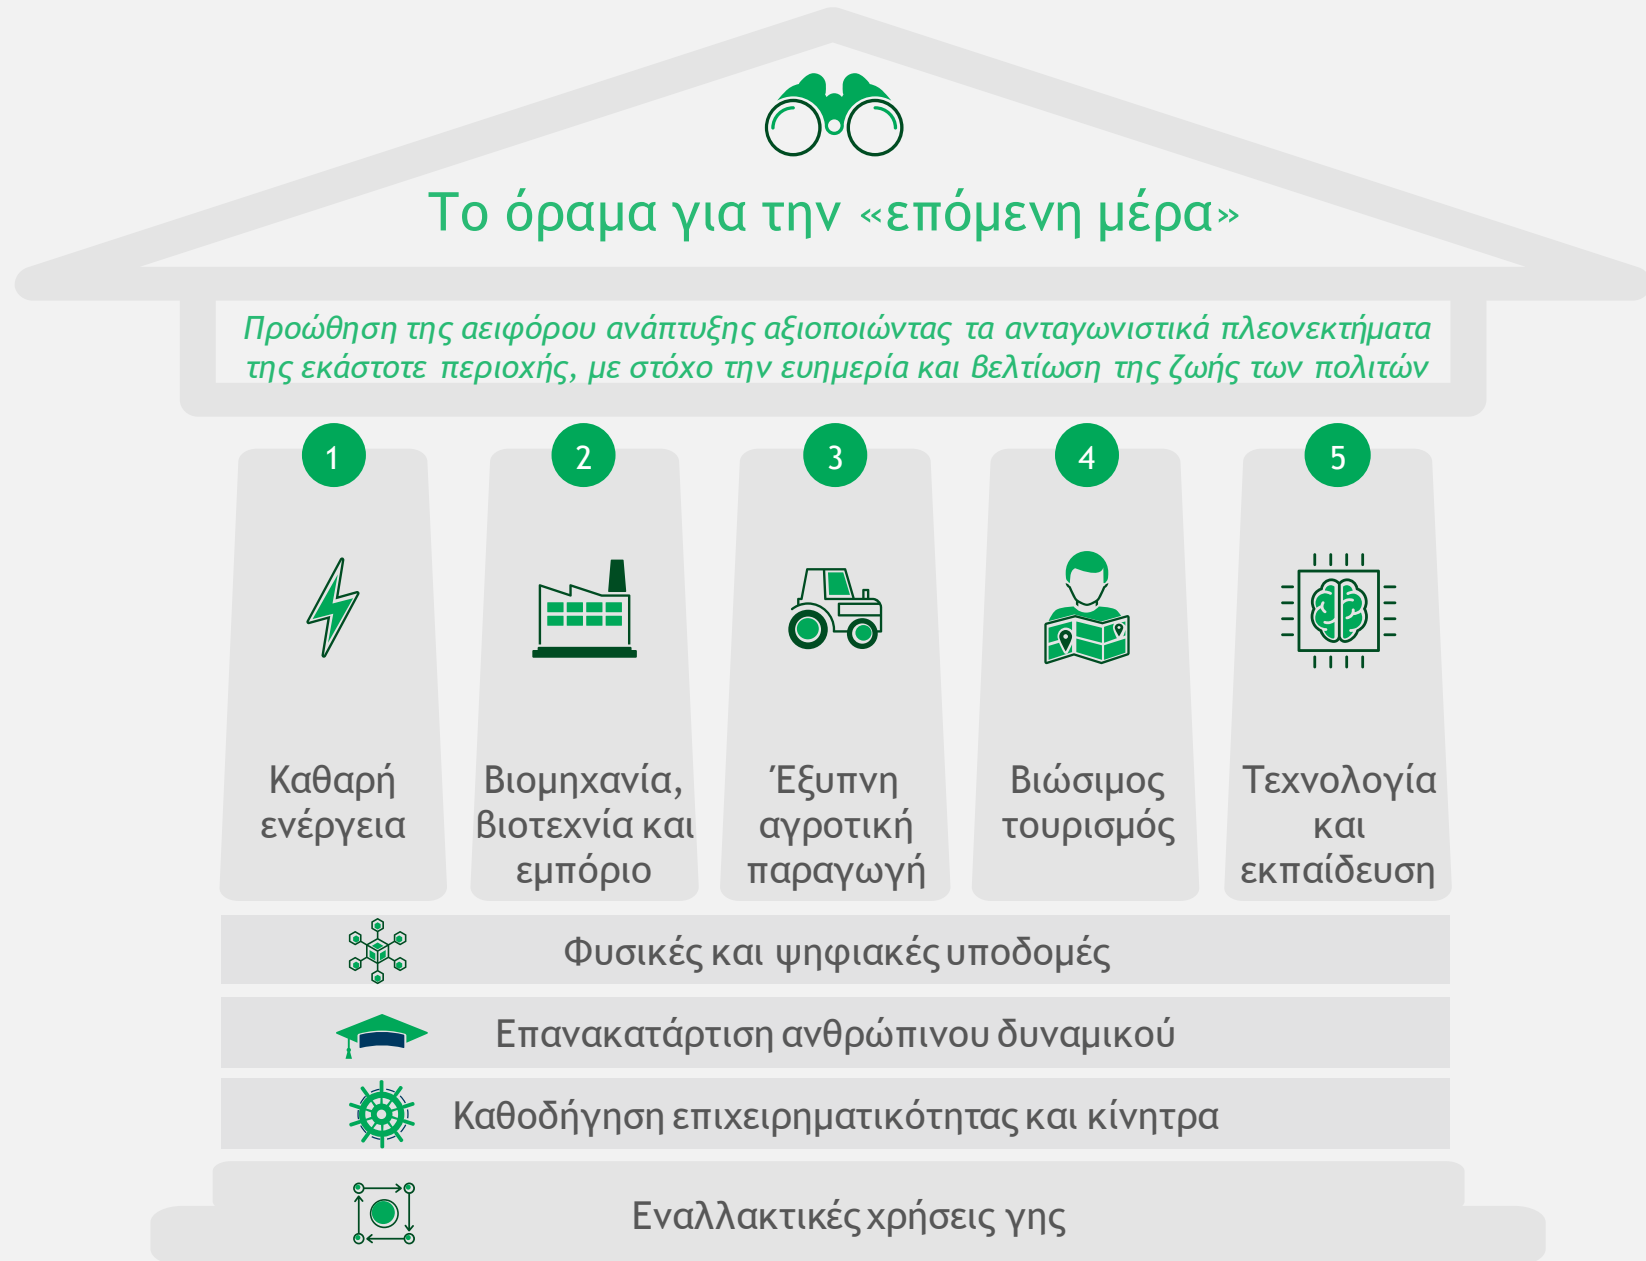 Το όραμα για την «επόμενη μέρα»
Προώθηση της αειφόρου ανάπτυξης αξιοποιώντας τα ανταγωνιστικά πλεονεκτήματα
της εκάστοτε περιοχής, με στόχο την ευημερία και βελτίωση της ζωής των πολιτών
1
Καθαρή
ενέργεια
2
Βιομηχανία,
βιοτεχνία και
εμπόριο
3
Έξυπνη
αγροτική
παραγωγή
4
Βιώσιμος
τουρισμός
5
Τεχνολογία
και
εκπαίδευση
Φυσικές και ψηφιακές υποδομές
Επανακατάρτιση ανθρώπινου δυναμικού
Καθοδήγηση επιχειρηματικότητας και κίνητρα
Εναλλακτικές χρήσεις γης